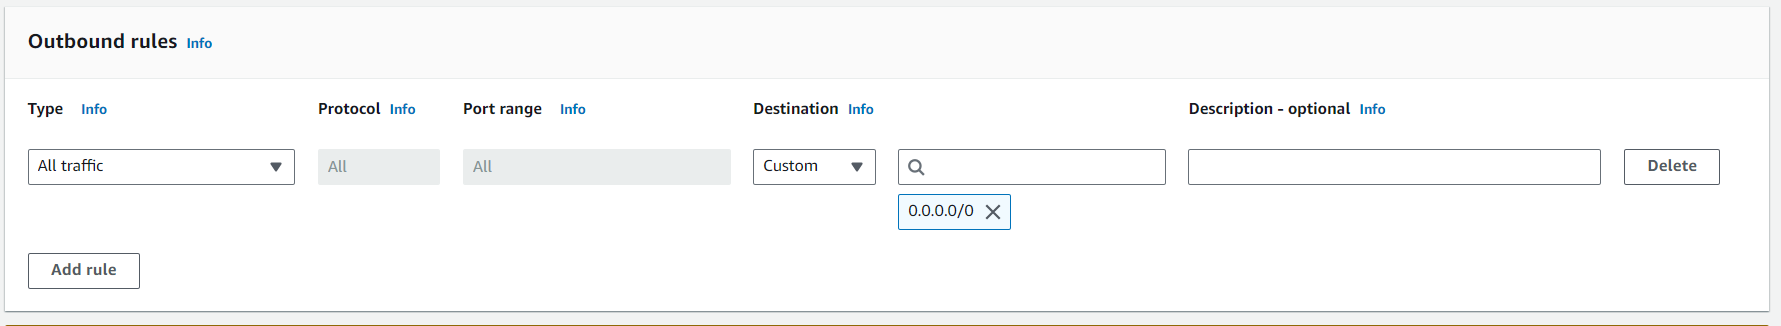 Outbound rules Info
Type Info Protocol Info Port range Info Destination Info Description - optional Info
All traffic All All Custom Delete
0.0.0.0/0
Add rule